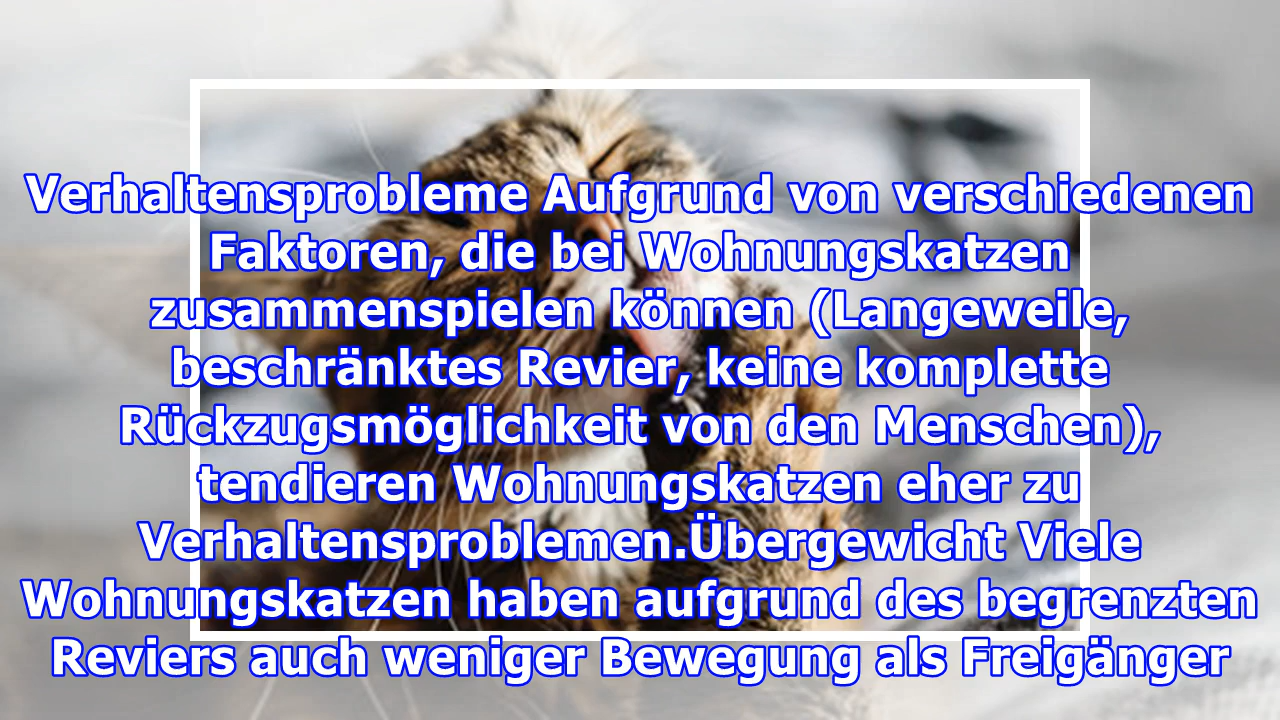 Verhaltensprobleme Aufgrund von verschiedenen
Faktoren, die bei Wohnungskatzen
zusammenspielen können (Langeweile,
beschränktes Revier, keine komplette
Rückzugsmöglichkeit von den Menschen),
tendieren Wohnungskatzen eher zu
Verhaltensproblemen.Übergewicht Viele
Wohnungskatzen haben aufgrund des begrenzten
Reviers auch weniger Bewegung als Freigänger